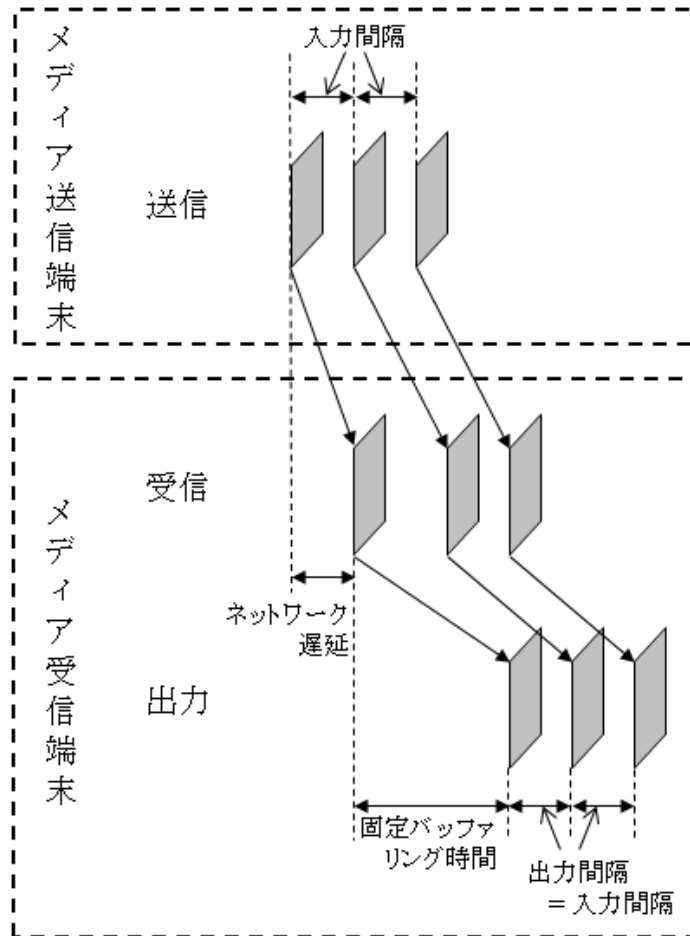 メディア送信端末
入力間隔
送信
メディア受信端末
受信
ネットワーク
遅延
出力
固定バッファ
リング時間
出力間隔
= 入力間隔